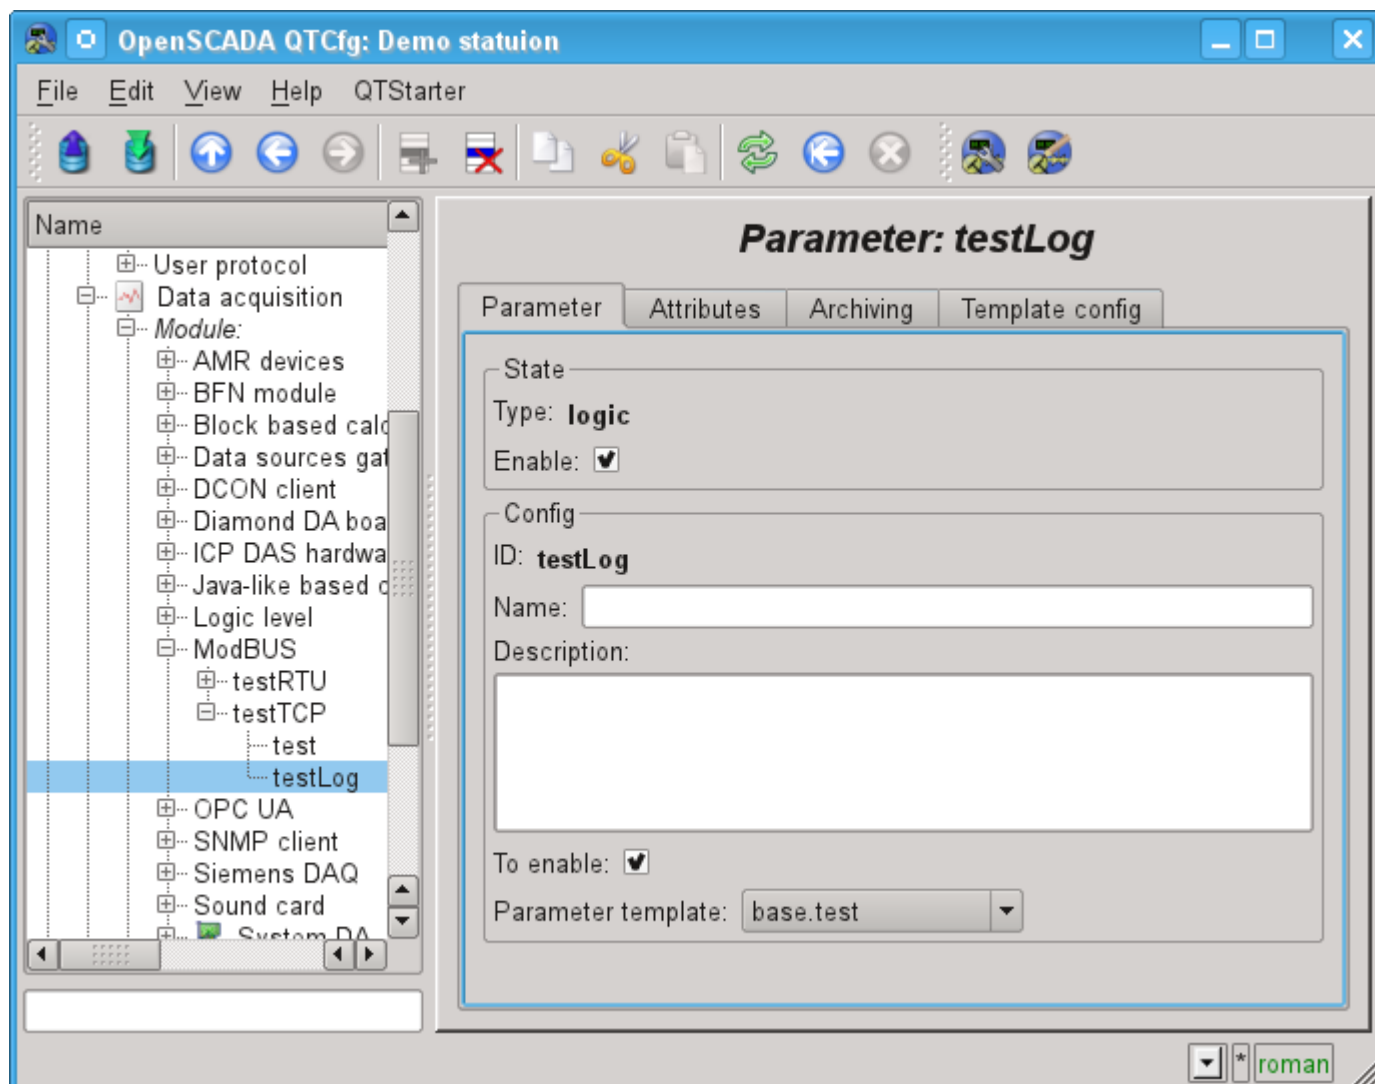 OpenSCADA QTCfg: Demo statuion
File Edit View Help QTStarter
Name
User protocol
Data acquisition
Module:
AMR devices
BFN module
Block based calc
Data sources gat
DCON client
Diamond DA boa
ICP DAS hardwa
Java-like based c
Logic level
ModBUS
testRTU
testTCP
test
testLog
OPC UA
SNMP client
Siemens DAQ
Sound card
System DA
Parameter: testLog
Parameter Attributes Archiving Template config
State
Type: logic
Enable:
Config
ID: testLog
Name:
Description:
To enable:
Parameter template: base.test
* roman